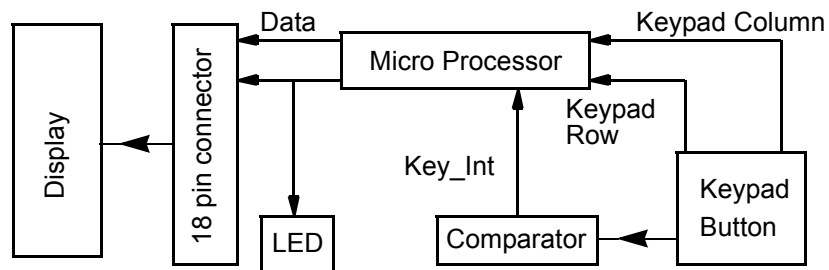 Data
Keypad Column
Display
18 pin connector
Micro Processor
Keypad
Row
Key_Int
Keypad
Button
LED
Comparator